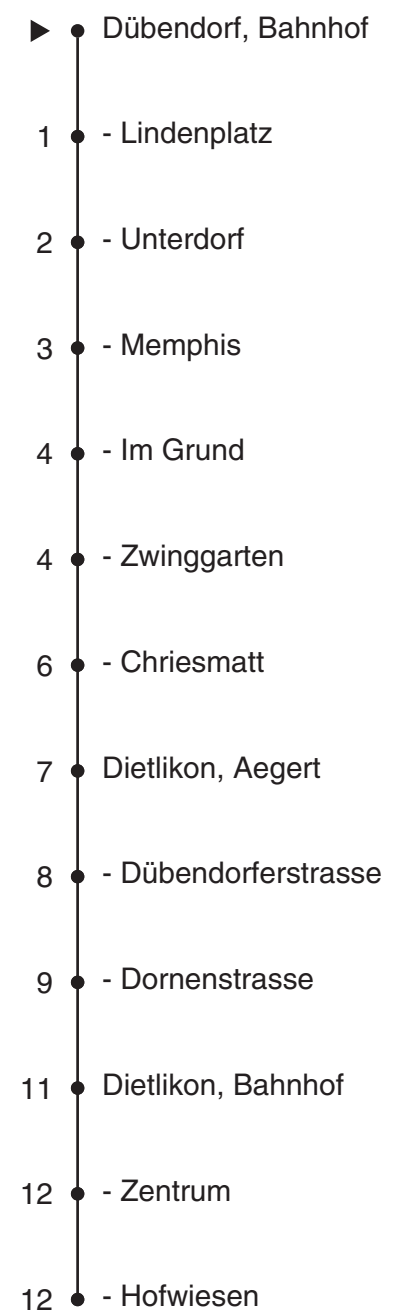 ▶ Dübendorf, Bahnhof
1 - Lindenplatz
2 - Unterdorf
3 - Memphis
4 - Im Grund
4 - Zwinggarten
6 - Chriesmatt
7 Dietlikon, Aegert
8 - Dübendorferstrasse
9 - Dornenstrasse
11 Dietlikon, Bahnhof
12 - Zentrum
12 - Hofwiesen